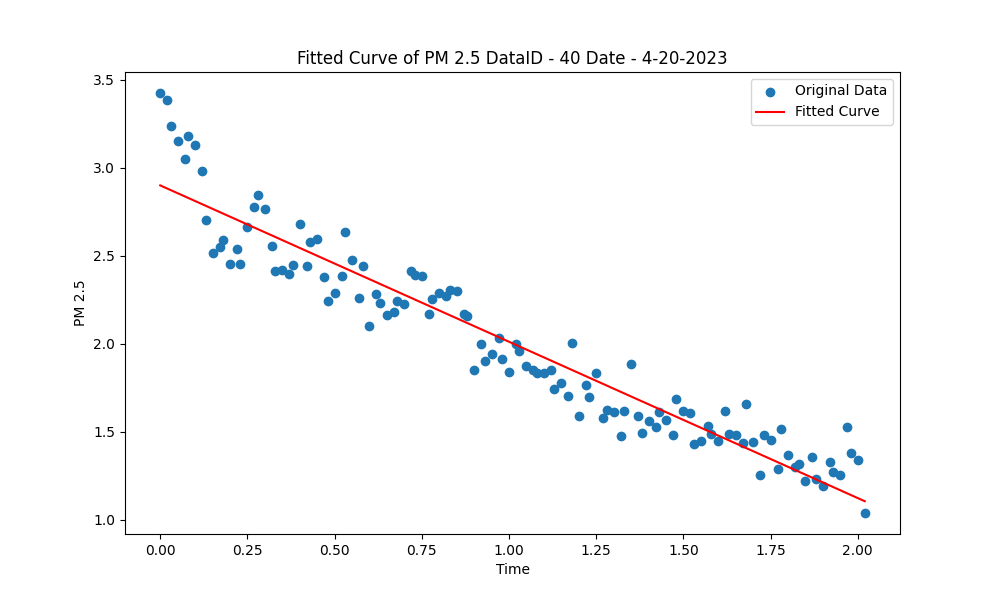 Fitted Curve of PM 2.5 DataID - 40 Date - 4-20-2023
Original Data
Fitted Curve
3.5
3.0
2.5
2.0
1.5
1.0
PM 2.5
0.00 0.25 0.50 0.75 1.00 1.25 1.50 1.75 2.00
Time